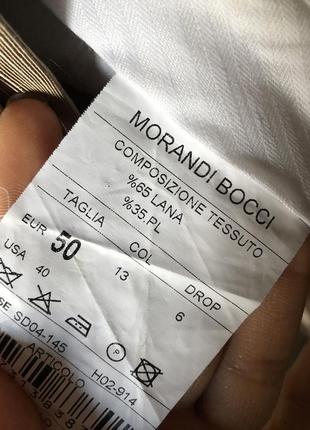 MORANDI BOCCI
COMPOSIZIONE TESSUTO
%65 LANA
%35.PL
TAGLIA COL DROP
EUR 50 13 6
USA 40
SE SD04-145
ARTICOLO H02-914